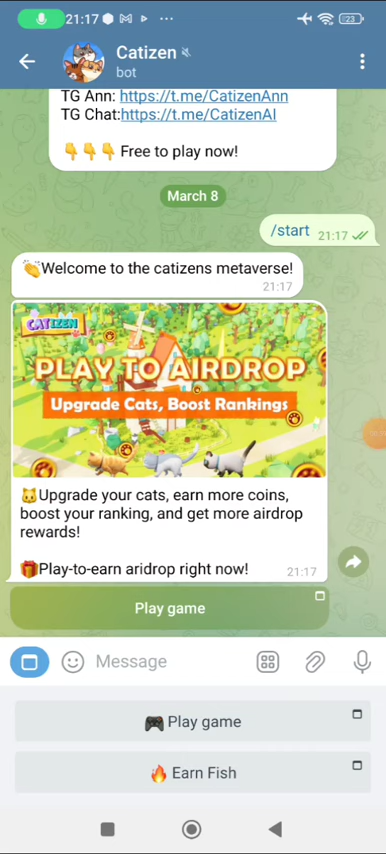 21:17
23
Catizen
bot
TG Ann: https://t.me/CatizenAnn
TG Chat:https://t.me/CatizenAI
👇👇👇 Free to play now!
March 8
/start 21:17
👏Welcome to the catizens metaverse!
21:17
CATIZEN
PLAY TO AIRDROP
Upgrade Cats, Boost Rankings
🐱Upgrade your cats, earn more coins,
boost your ranking, and get more airdrop
rewards!
🎁Play-to-earn aridrop right now! 21:17
Play game
Message
🎮 Play game
🔥 Earn Fish